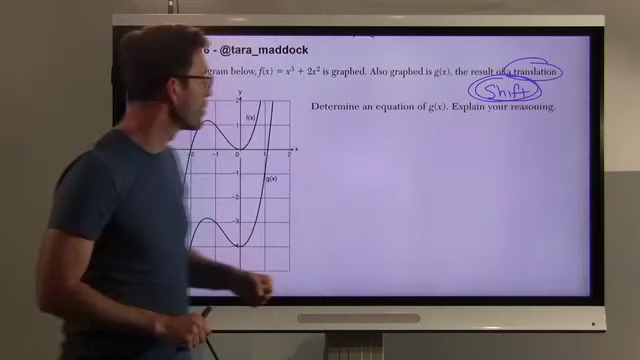 6 - @tara_maddock
gram below, f(x) = x³ + 2x² is graphed. Also graphed is g(x), the result of a translation
Shift
Determine an equation of g(x). Explain your reasoning.
y
2
1
f(x)
-2 -1 0 1 2 x
-1
g(x)
-2
-3